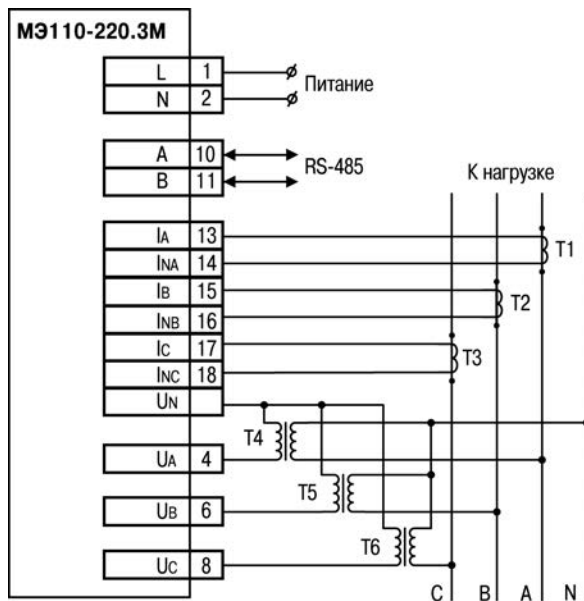 МЭ110-220.3М
L 1
N 2
Питание
A 10
B 11
RS-485
К нагрузке
IA 13
INA 14
T1
IB 15
INB 16
T2
IC 17
INC 18
T3
UN
T4
UA 4
T5
UB 6
T6
UC 8
C B A N